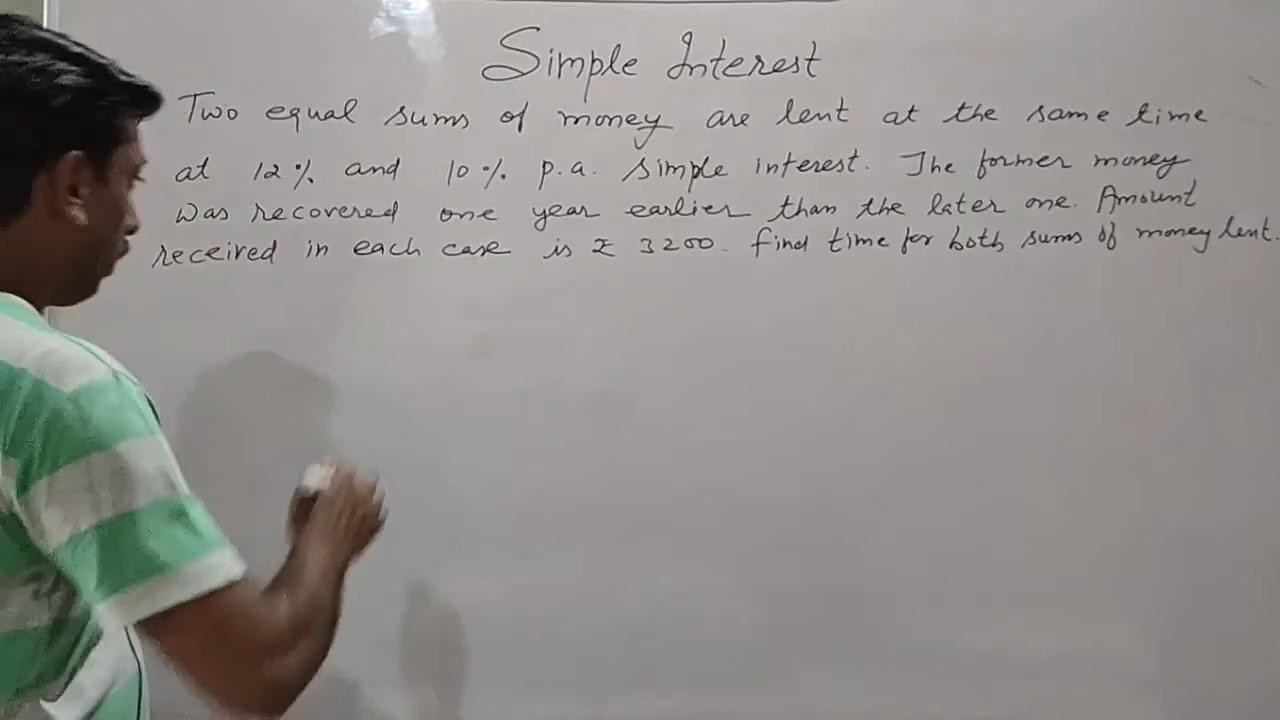 Simple Interest
Two equal sums of money are lent at the same time
at 12% and 10% p.a. simple interest. The former money
was recovered one year earlier than the later one. Amount
received in each case is ₹ 3200. find time for both sums of money lent.